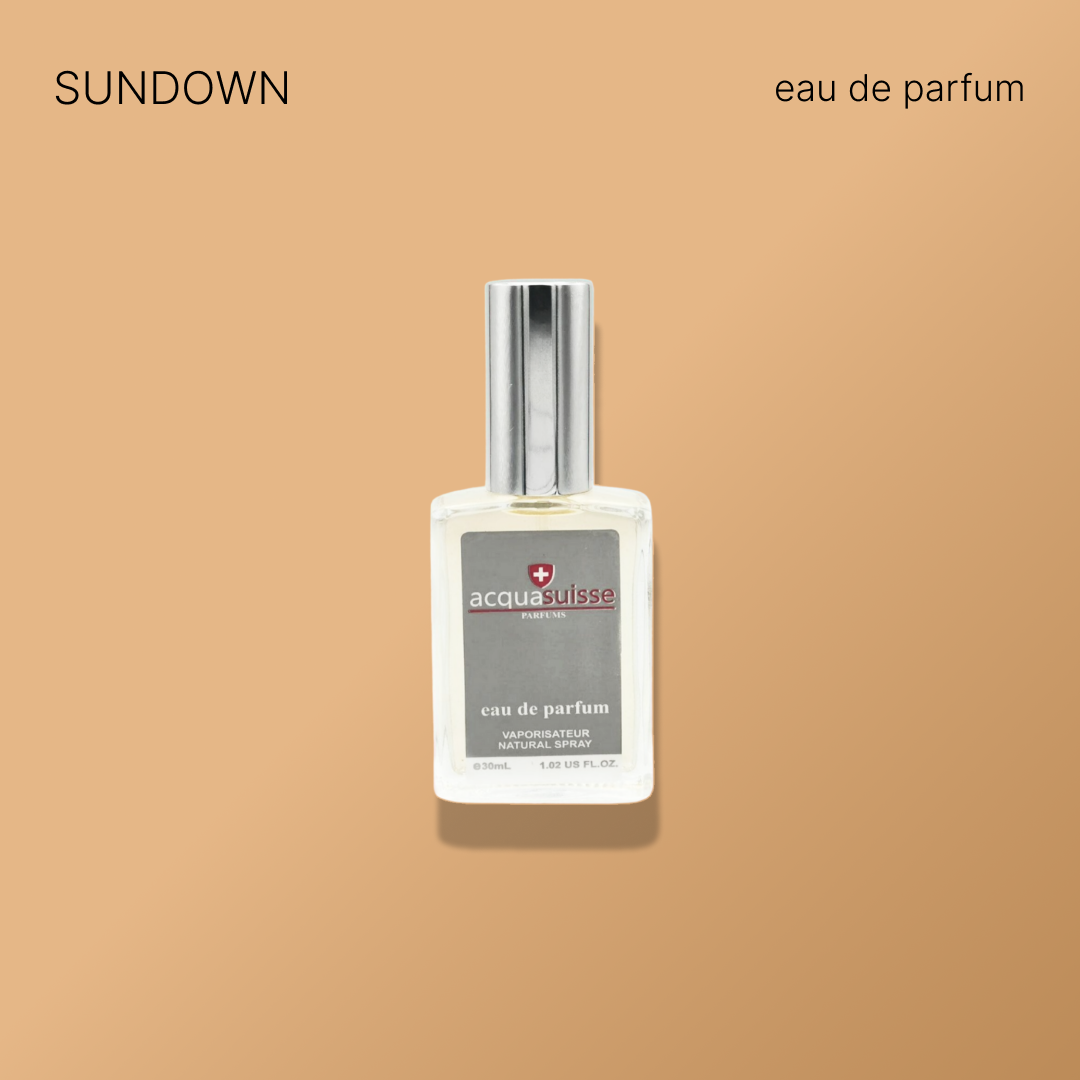 SUNDOWN
eau de parfum
acquasuisse
PARFUMS
eau de parfum
VAPORISATEUR
NATURAL SPRAY
℮30mL 1.02 US FL.OZ.